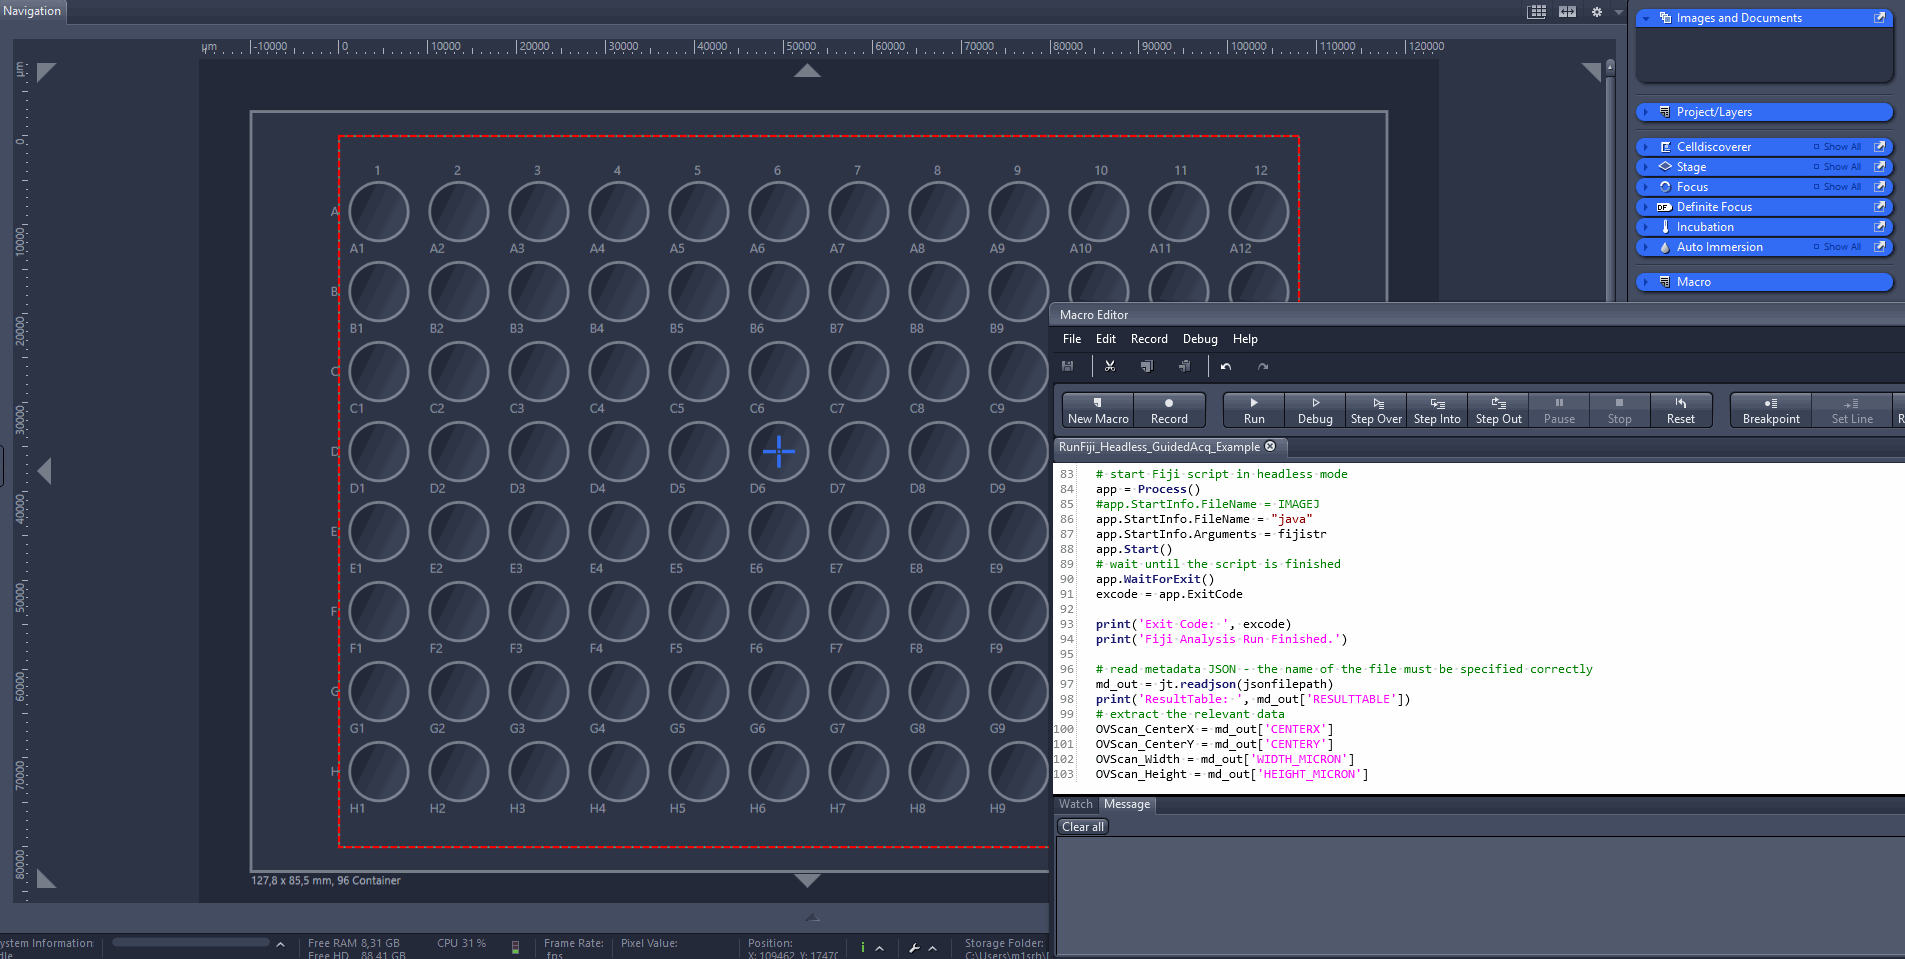 Navigation
Images and Documents
µm
-10000 0 10000 20000 30000 40000 50000 60000 70000 80000 90000 100000 110000 120000
µm
0
10000
20000
30000
40000
50000
60000
70000
80000
Project/Layers
Celldiscoverer Show All
Stage Show All
Focus Show All
Definite Focus
Incubation
Auto Immersion Show All
Macro
1 2 3 4 5 6 7 8 9 10 11 12
A
A1 A2 A3 A4 A5 A6 A7 A8 A9 A10 A11 A12
B
B1 B2 B3 B4 B5 B6 B7 B8 B9
C
C1 C2 C3 C4 C5 C6 C7 C8 C9
D
D1 D2 D3 D4 D5 D6 D7 D8 D9
E
E1 E2 E3 E4 E5 E6 E7 E8 E9
F
F1 F2 F3 F4 F5 F6 F7 F8 F9
G
G1 G2 G3 G4 G5 G6 G7 G8 G9
H
H1 H2 H3 H4 H5 H6 H7 H8 H9
127,8 x 85,5 mm, 96 Container
Macro Editor
File Edit Record Debug Help
New Macro Record Run Debug Step Over Step Into Step Out Pause Stop Reset Breakpoint Set Line R
RunFiji_Headless_GuidedAcq_Example
83 # start Fiji script in headless mode
84 app = Process()
85 #app.StartInfo.FileName = IMAGEJ
86 app.StartInfo.FileName = "java"
87 app.StartInfo.Arguments = fijistr
88 app.Start()
89 # wait until the script is finished
90 app.WaitForExit()
91 excode = app.ExitCode
92
93 print('Exit Code: ', excode)
94 print('Fiji Analysis Run Finished.')
95
96 # read metadata JSON - the name of the file must be specified correctly
97 md_out = jt.readjson(jsonfilepath)
98 print('ResultTable: ', md_out['RESULTTABLE'])
99 # extract the relevant data
100 OVScan_CenterX = md_out['CENTERX']
101 OVScan_CenterY = md_out['CENTERY']
102 OVScan_Width = md_out['WIDTH_MICRON']
103 OVScan_Height = md_out['HEIGHT_MICRON']
Watch Message
Clear all
ystem Information: Free RAM 8,31 GB CPU 31 % Frame Rate: Pixel Value: Position: Storage Folder:
dle Free HD 88,41 GB fps X: 109462, Y: 1747 C:\Users\m1srh\